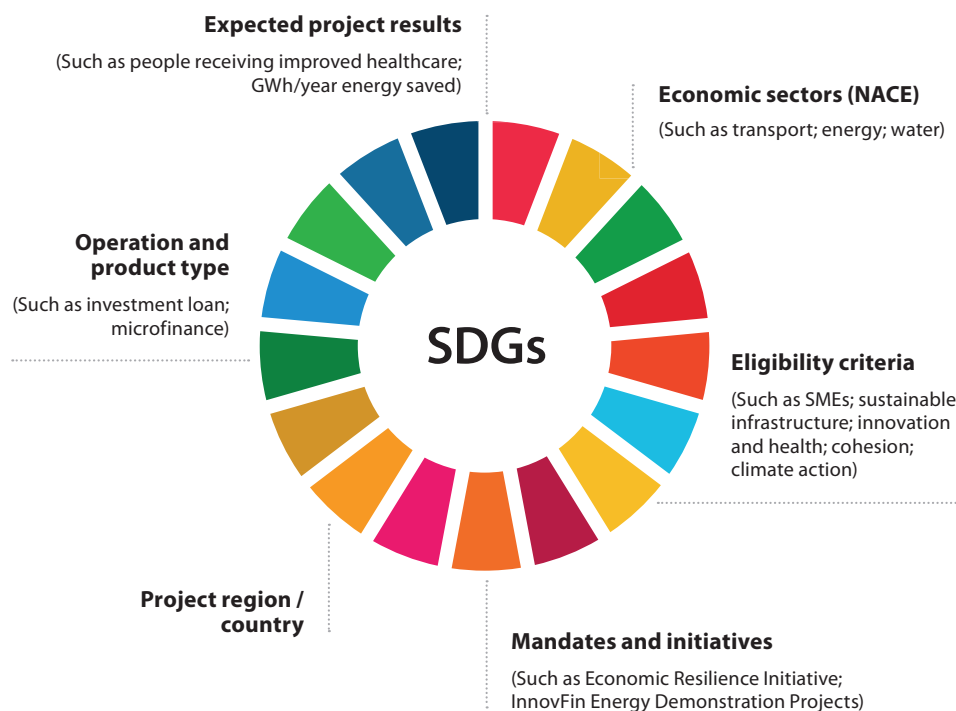 Expected project results
(Such as people receiving improved healthcare;
GWh/year energy saved)
Economic sectors (NACE)
(Such as transport; energy; water)
Operation and
product type
(Such as investment loan;
microfinance)
SDGs
Eligibility criteria
(Such as SMEs; sustainable
infrastructure; innovation
and health; cohesion;
climate action)
Project region /
country
Mandates and initiatives
(Such as Economic Resilience Initiative;
InnovFin Energy Demonstration Projects)